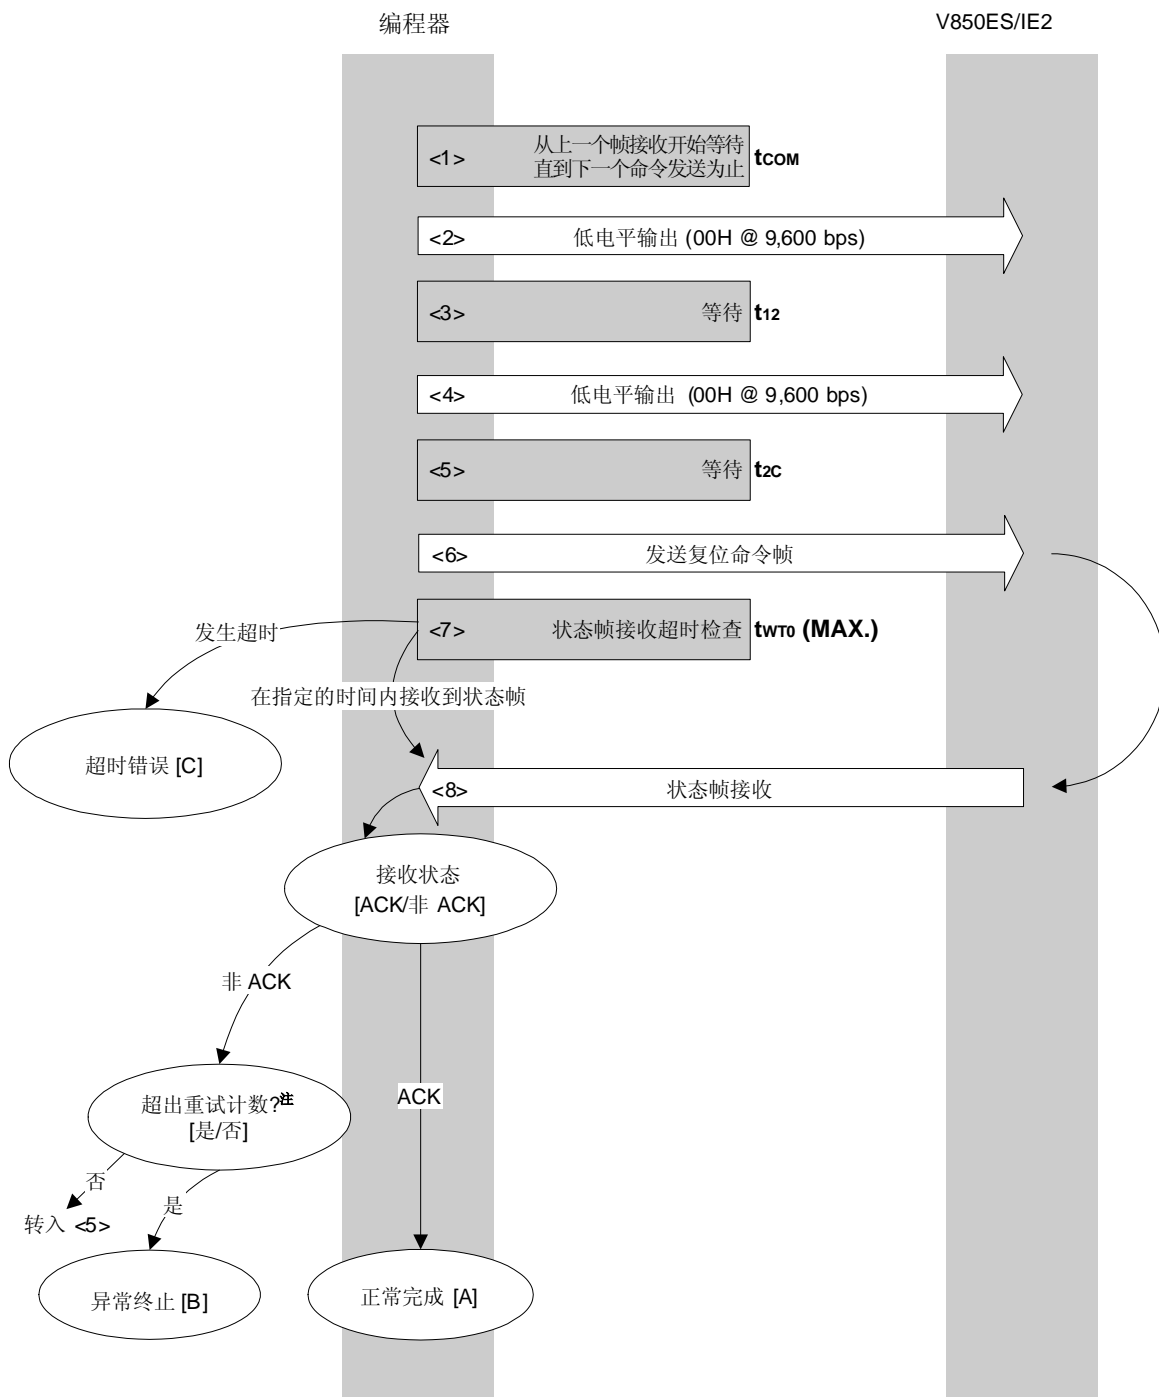 编程器
V850ES/IE2
<1>
从上一个帧接收开始等待
直到下一个命令发送为止
tCOM
<2> 低电平输出 (00H @ 9,600 bps)
<3> 等待 t12
<4> 低电平输出 (00H @ 9,600 bps)
<5> 等待 t2C
<6> 发送复位命令帧
<7> 状态帧接收超时检查 tWT0 (MAX.)
发生超时
在指定的时间内接收到状态帧
超时错误 [C]
<8> 状态帧接收
接收状态
[ACK/非 ACK]
非 ACK
ACK
超出重试计数?注
[是/否]
否
是
转入 <5>
异常终止 [B]
正常完成 [A]